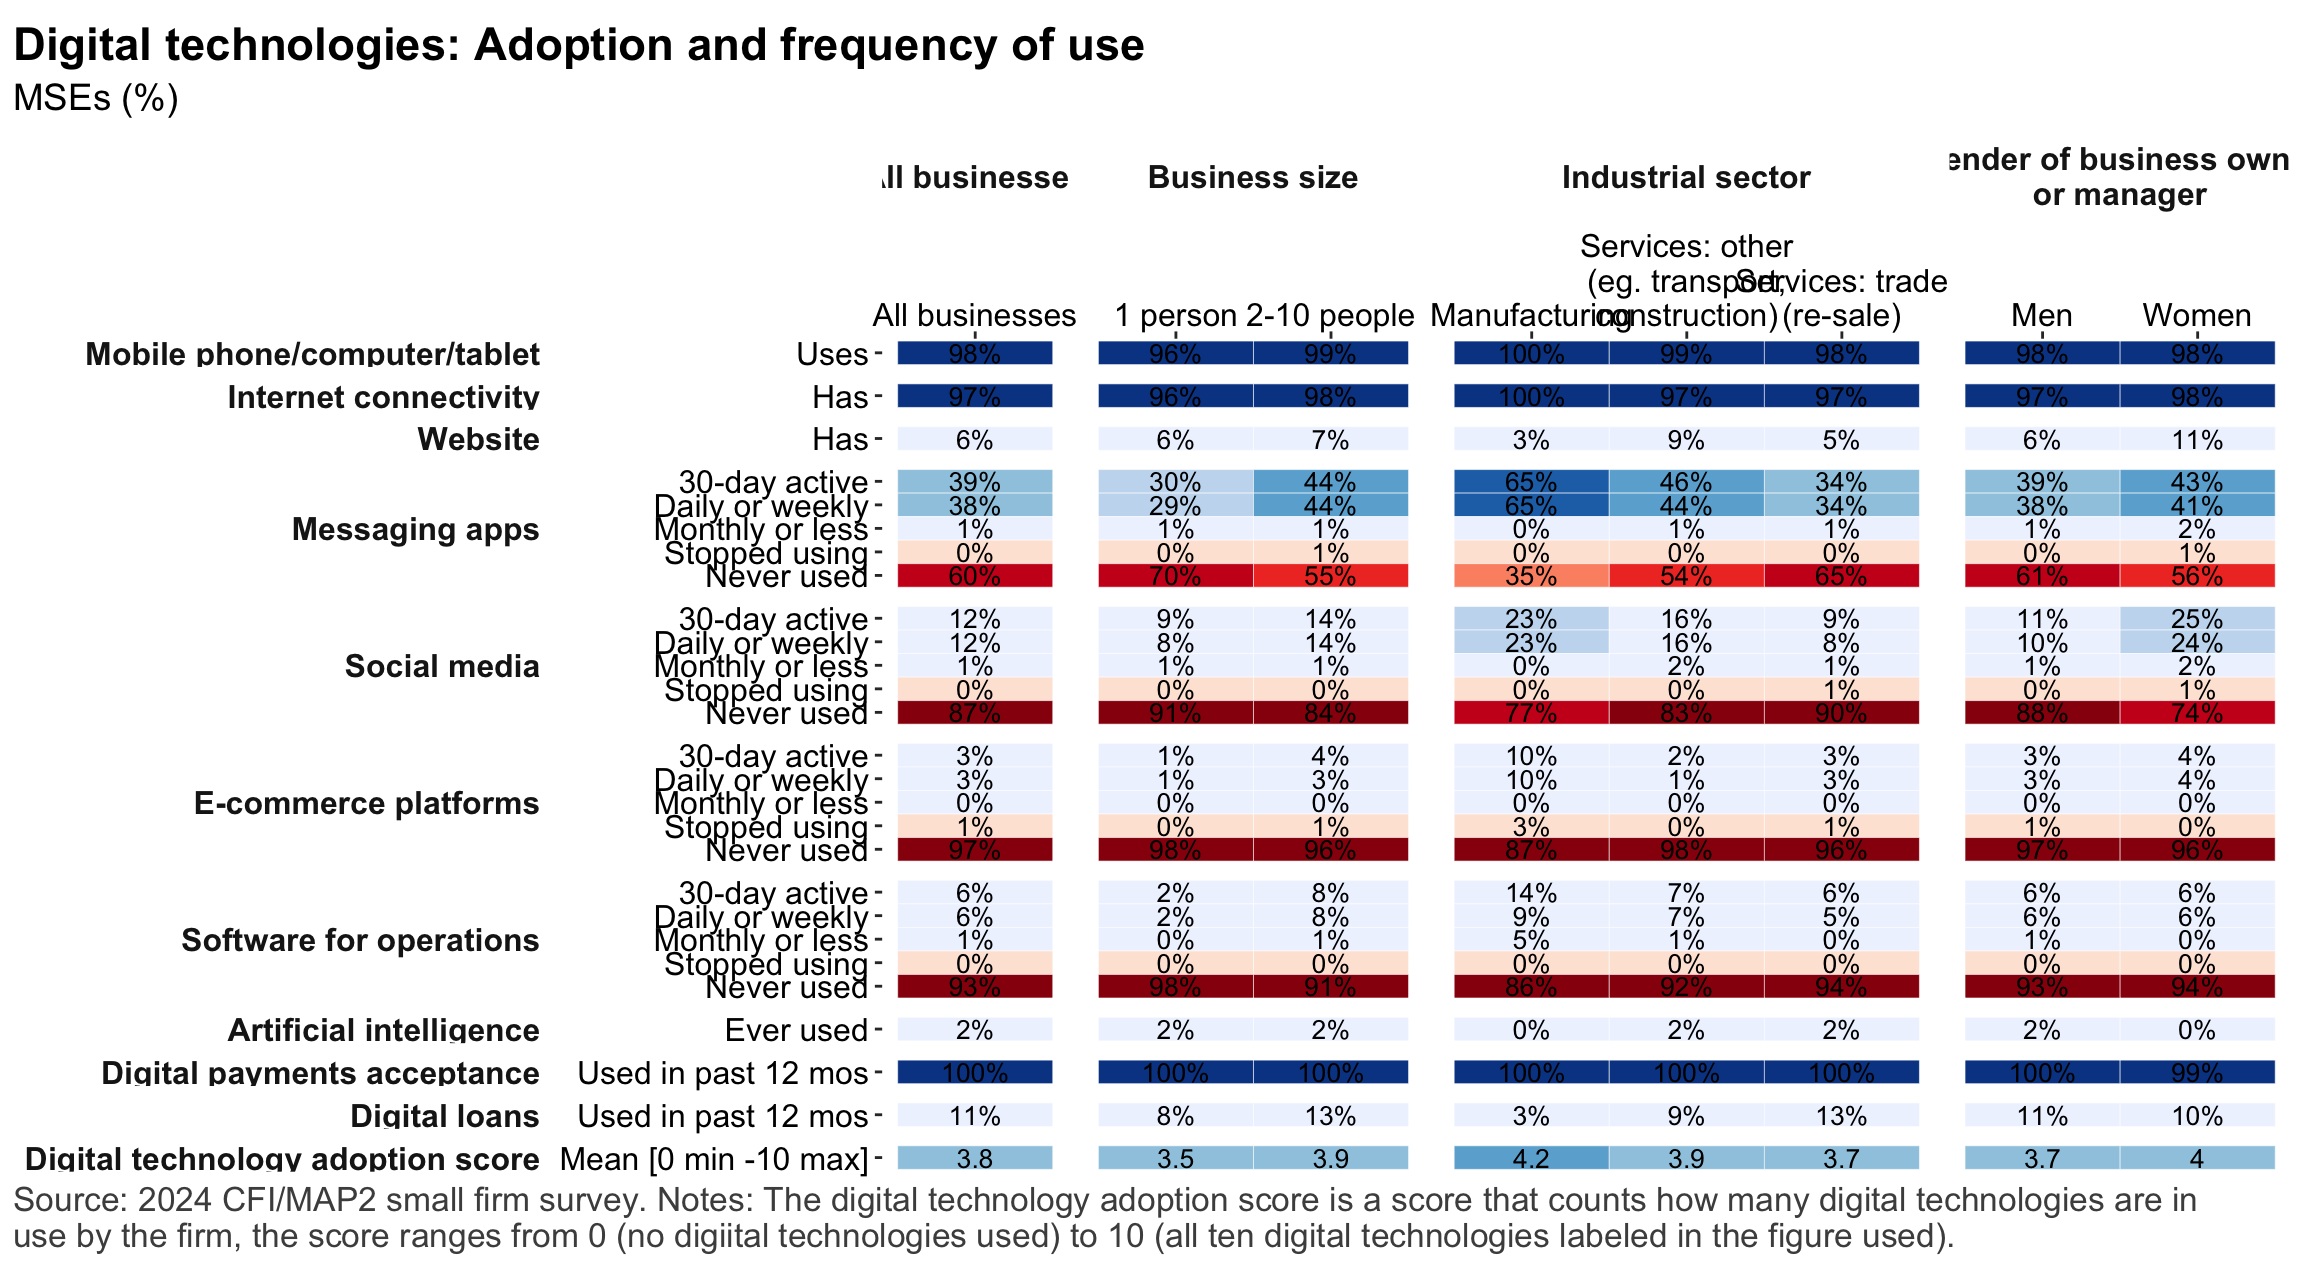 Digital technologies: Adoption and frequency of use
MSEs (%)
ll businesse Business size Industrial sector ender of business own
or manager
Services: other
(eg. transport, Services: trade
All businesses 1 person 2-10 people Manufacturing construction) (re-sale) Men Women
Mobile phone/computer/tablet Uses 98% 96% 99% 100% 99% 98% 98% 98%
Internet connectivity Has 97% 96% 98% 100% 97% 97% 97% 98%
Website Has 6% 6% 7% 3% 9% 5% 6% 11%
30-day active 39% 30% 44% 65% 46% 34% 39% 43%
Daily or weekly 38% 29% 44% 65% 44% 34% 38% 41%
Messaging apps Monthly or less 1% 1% 1% 0% 1% 1% 1% 2%
Stopped using 0% 0% 1% 0% 0% 0% 0% 1%
Never used 60% 70% 55% 35% 54% 65% 61% 56%
30-day active 12% 9% 14% 23% 16% 9% 11% 25%
Daily or weekly 12% 8% 14% 23% 16% 8% 10% 24%
Social media Monthly or less 1% 1% 1% 0% 2% 1% 1% 2%
Stopped using 0% 0% 0% 0% 0% 1% 0% 1%
Never used 87% 91% 84% 77% 83% 90% 88% 74%
30-day active 3% 1% 4% 10% 2% 3% 3% 4%
Daily or weekly 3% 1% 3% 10% 1% 3% 3% 4%
E-commerce platforms Monthly or less 0% 0% 0% 0% 0% 0% 0% 0%
Stopped using 1% 0% 1% 3% 0% 1% 1% 0%
Never used 97% 98% 96% 87% 98% 96% 97% 96%
30-day active 6% 2% 8% 14% 7% 6% 6% 6%
Daily or weekly 6% 2% 8% 9% 7% 5% 6% 6%
Software for operations Monthly or less 1% 0% 1% 5% 1% 0% 1% 0%
Stopped using 0% 0% 0% 0% 0% 0% 0% 0%
Never used 93% 98% 91% 86% 92% 94% 93% 94%
Artificial intelligence Ever used 2% 2% 2% 0% 2% 2% 2% 0%
Digital payments acceptance Used in past 12 mos 100% 100% 100% 100% 100% 100% 100% 99%
Digital loans Used in past 12 mos 11% 8% 13% 3% 9% 13% 11% 10%
Digital technology adoption score Mean [0 min -10 max] 3.8 3.5 3.9 4.2 3.9 3.7 3.7 4
Source: 2024 CFI/MAP2 small firm survey. Notes: The digital technology adoption score is a score that counts how many digital technologies are in
use by the firm, the score ranges from 0 (no digiital technologies used) to 10 (all ten digital technologies labeled in the figure used).